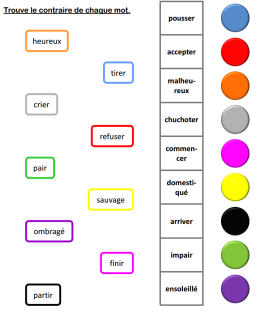 Trouve le contraire de chaque mot.
heureux
tirer
crier
refuser
pair
sauvage
ombragé
finir
partir
pousser
accepter
malheu-
reux
chuchoter
commen-
cer
domesti-
qué
arriver
impair
ensoleillé